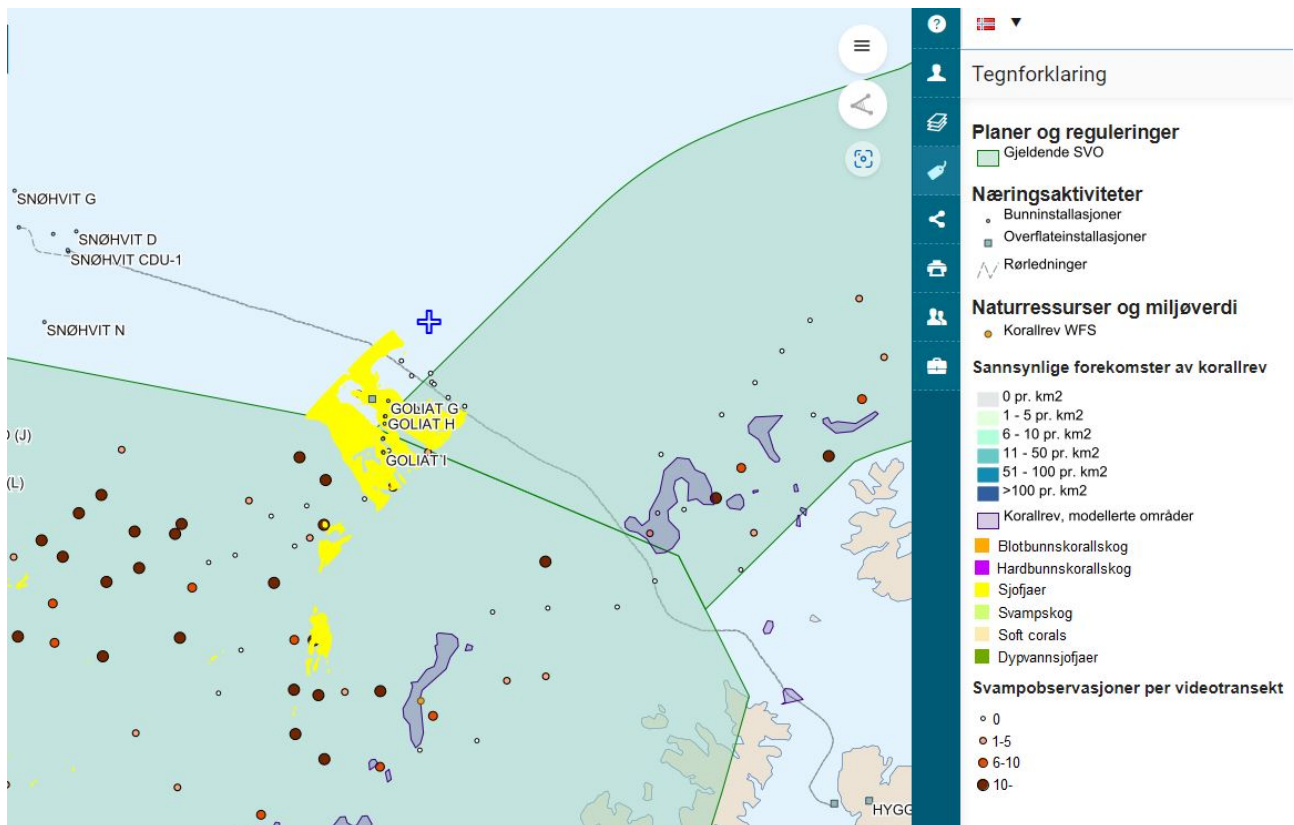 SNØHVIT G
SNØHVIT D
SNØHVIT CDU-1
SNØHVIT N
GOLIAT G
GOLIAT H
GOLIAT I
(J)
(L)
HYGG
?
Tegnforklaring
Planer og reguleringer
Gjeldende SVO
Næringsaktiviteter
Bunninstallasjoner
Overflateinstallasjoner
Rørledninger
Naturressurser og miljøverdi
Korallrev WFS
Sannsynlige forekomster av korallrev
0 pr. km2
1 - 5 pr. km2
6 - 10 pr. km2
11 - 50 pr. km2
51 - 100 pr. km2
>100 pr. km2
Korallrev, modellerte områder
Blotbunnskorallskog
Hardbunnskorallskog
Sjofjaer
Svampskog
Soft corals
Dypvannsjofjaer
Svampobservasjoner per videotransekt
0
1-5
6-10
10-